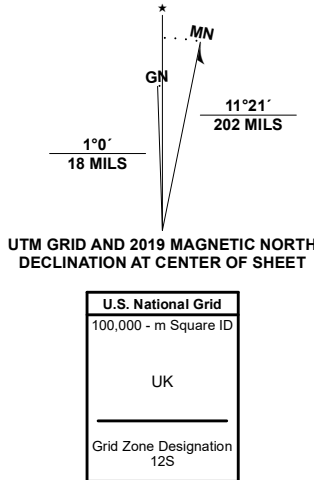 ★
MN
GN
11°21´
202 MILS
1°0´
18 MILS
UTM GRID AND 2019 MAGNETIC NORTH
DECLINATION AT CENTER OF SHEET
U.S. National Grid
100,000 - m Square ID
UK
Grid Zone Designation
12S